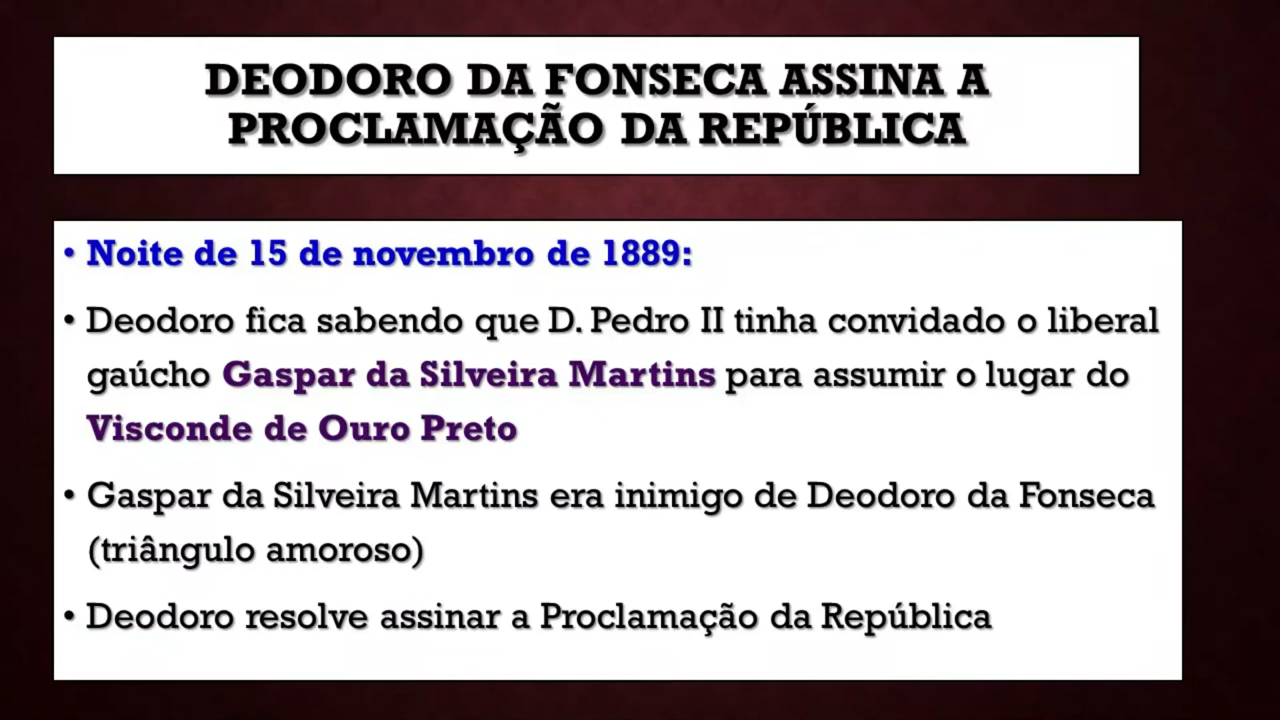 DEODORO DA FONSECA ASSINA A
PROCLAMAÇÃO DA REPÚBLICA
• Noite de 15 de novembro de 1889:
• Deodoro fica sabendo que D. Pedro II tinha convidado o liberal
gaúcho Gaspar da Silveira Martins para assumir o lugar do
Visconde de Ouro Preto
• Gaspar da Silveira Martins era inimigo de Deodoro da Fonseca
(triângulo amoroso)
• Deodoro resolve assinar a Proclamação da República